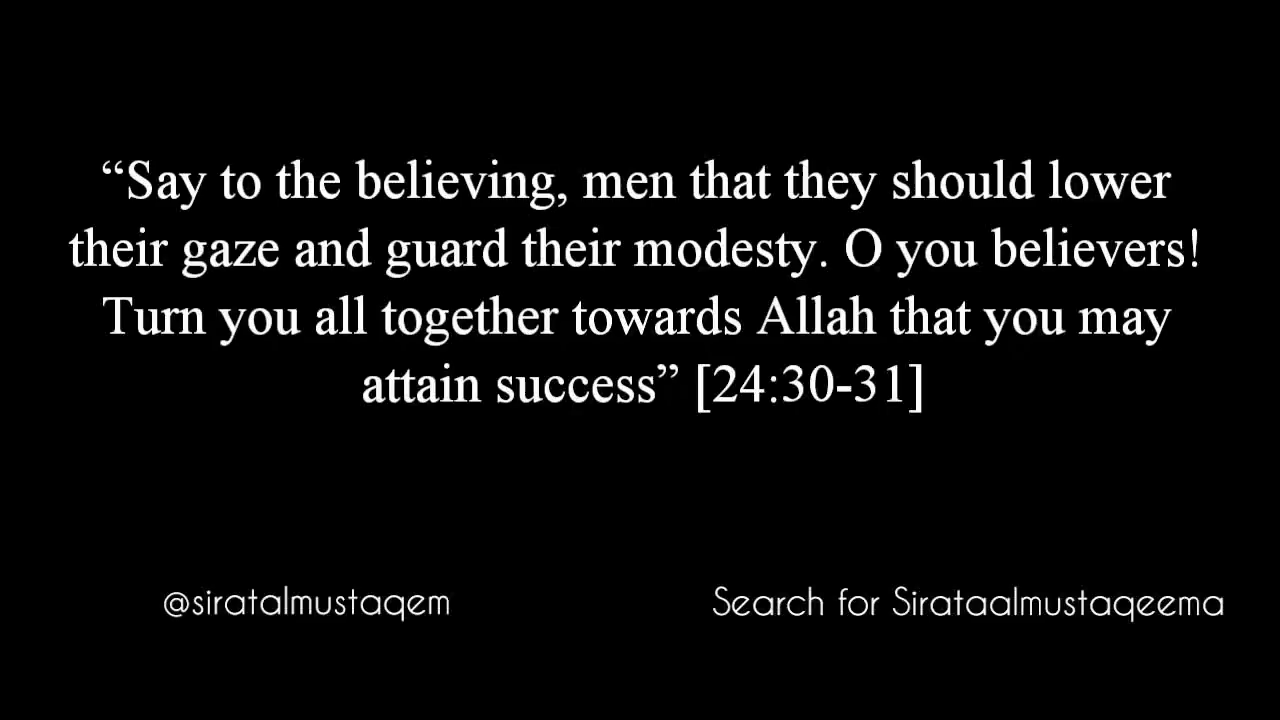 “Say to the believing, men that they should lower
their gaze and guard their modesty. O you believers!
Turn you all together towards Allah that you may
attain success” [24:30-31]
@siratalmustaqem
Search for Sirataalmustaqeema